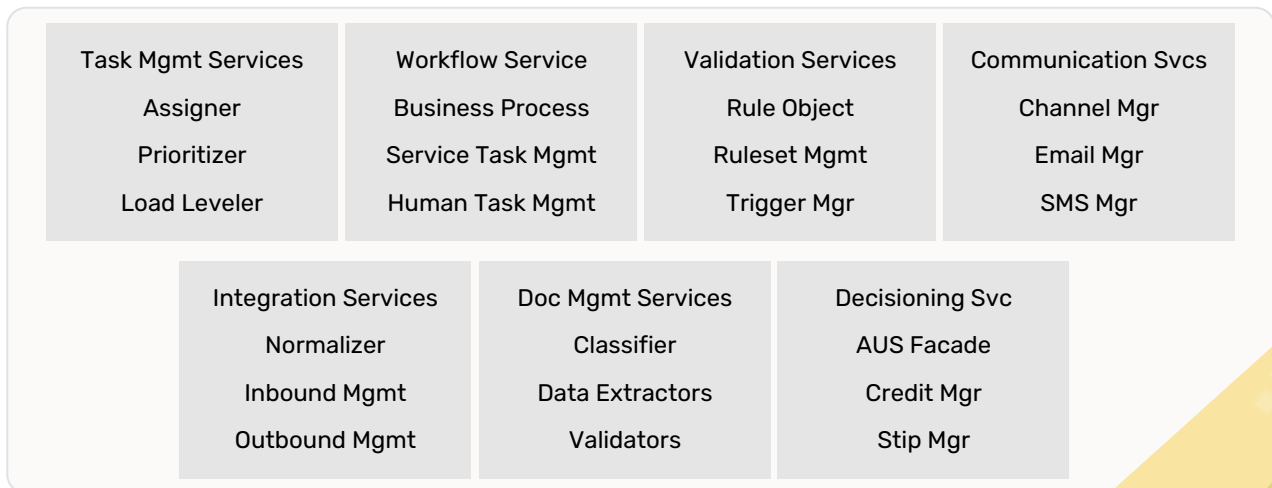 Task Mgmt Services
Assigner
Prioritizer
Load Leveler
Workflow Service
Business Process
Service Task Mgmt
Human Task Mgmt
Validation Services
Rule Object
Ruleset Mgmt
Trigger Mgr
Communication Svcs
Channel Mgr
Email Mgr
SMS Mgr
Integration Services
Normalizer
Inbound Mgmt
Outbound Mgmt
Doc Mgmt Services
Classifier
Data Extractors
Validators
Decisioning Svc
AUS Facade
Credit Mgr
Stip Mgr